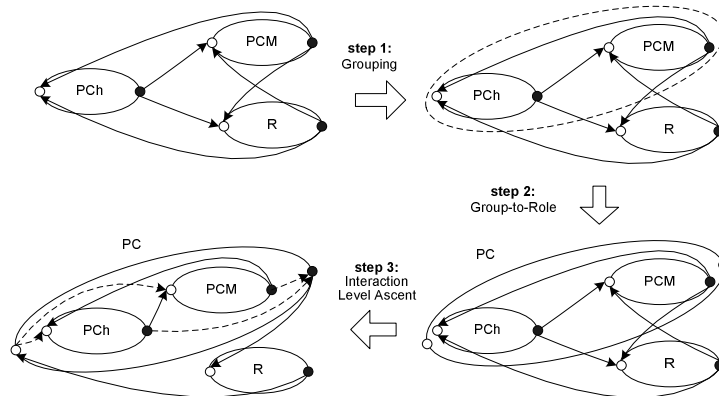 PCM
PCh
R
step 1:
Grouping
PCM
PCh
R
step 2:
Group-to-Role
PC
PCM
PCh
R
step 3:
Interaction
Level Ascent
PC
PCM
PCh
R